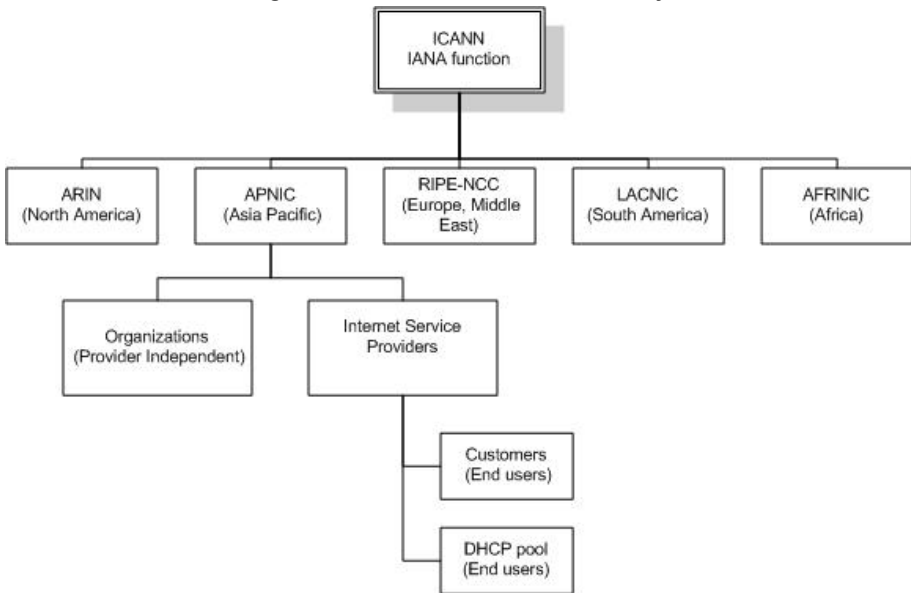 ICANN
IANA function
ARIN
(North America)
APNIC
(Asia Pacific)
RIPE-NCC
(Europe, Middle
East)
LACNIC
(South America)
AFRINIC
(Africa)
Organizations
(Provider Independent)
Internet Service
Providers
Customers
(End users)
DHCP pool
(End users)